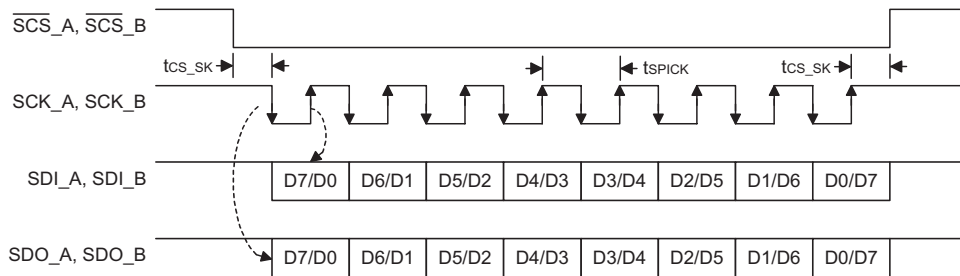 SCS_A, SCS_B
tCS_SK
tSPICK
tCS_SK
SCK_A, SCK_B
SDI_A, SDI_B
D7/D0 D6/D1 D5/D2 D4/D3 D3/D4 D2/D5 D1/D6 D0/D7
SDO_A, SDO_B
D7/D0 D6/D1 D5/D2 D4/D3 D3/D4 D2/D5 D1/D6 D0/D7